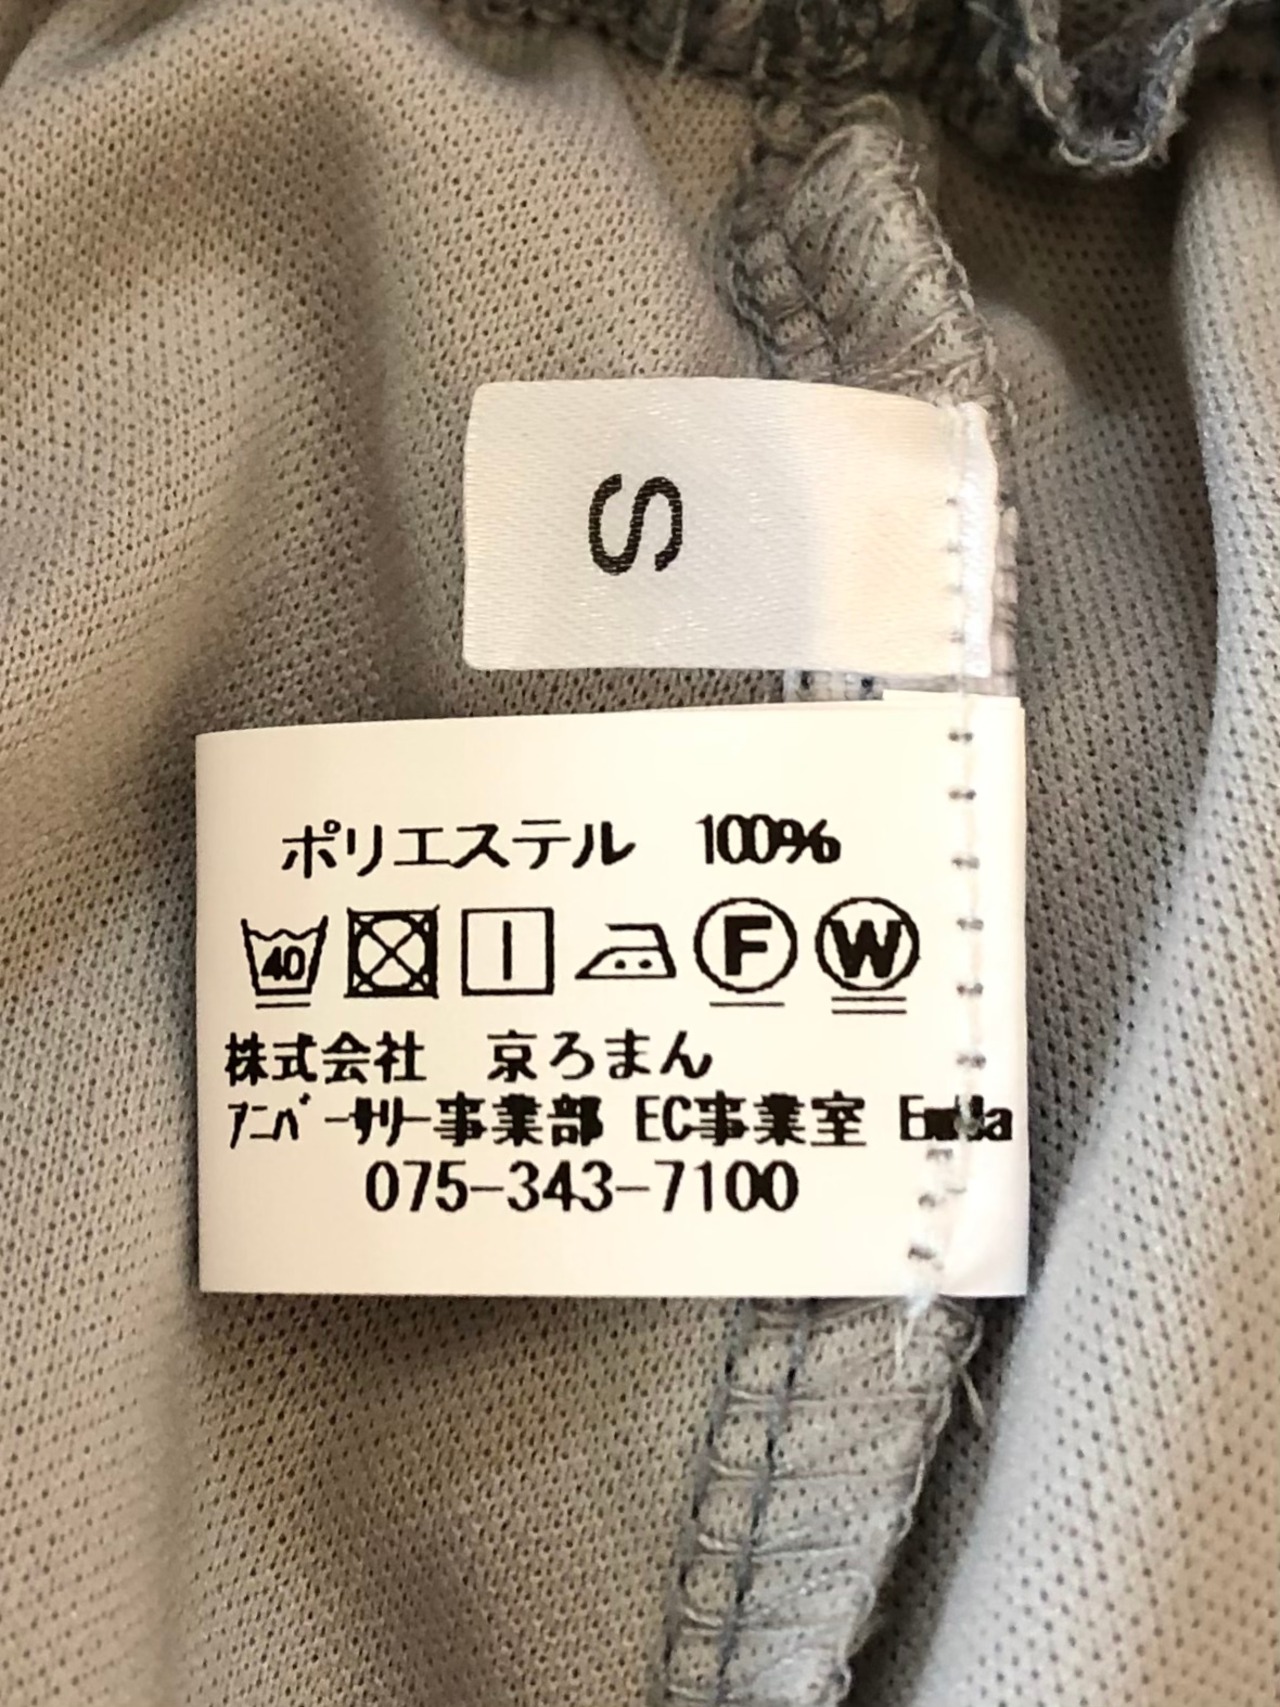 S
ポリエステル 100%
40 F W
株式会社 京ろまん
ｱﾆﾊﾞｰｻﾘｰ事業部 EC事業室
075-343-7100